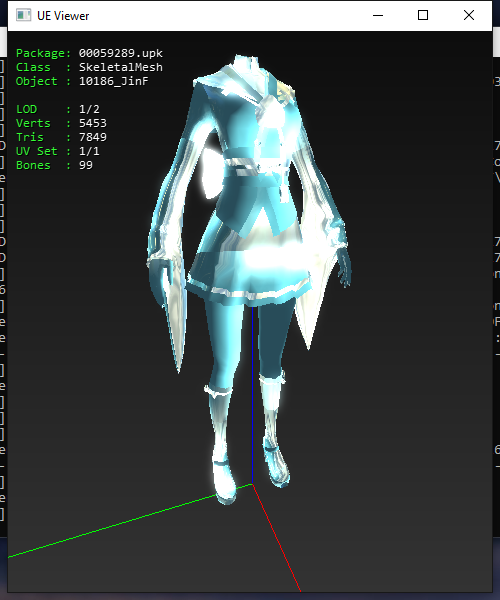 UE Viewer
Package: 00059289.upk
Class : SkeletalMesh
Object : 10186_JinF
LOD : 1/2
Verts : 5453
Tris : 7849
UV Set : 1/1
Bones : 99